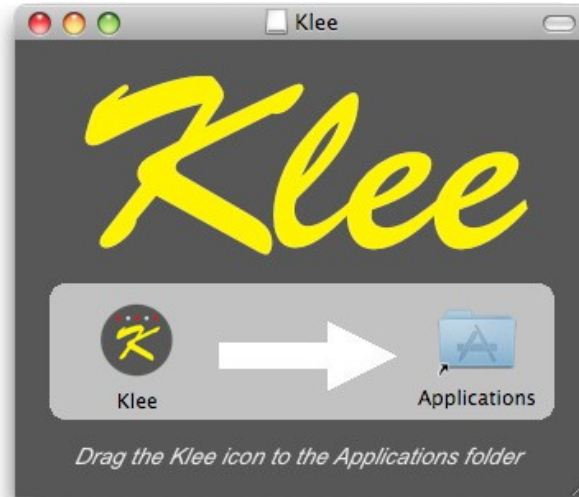 Klee
Klee
K
Klee
Applications
Drag the Klee icon to the Applications folder